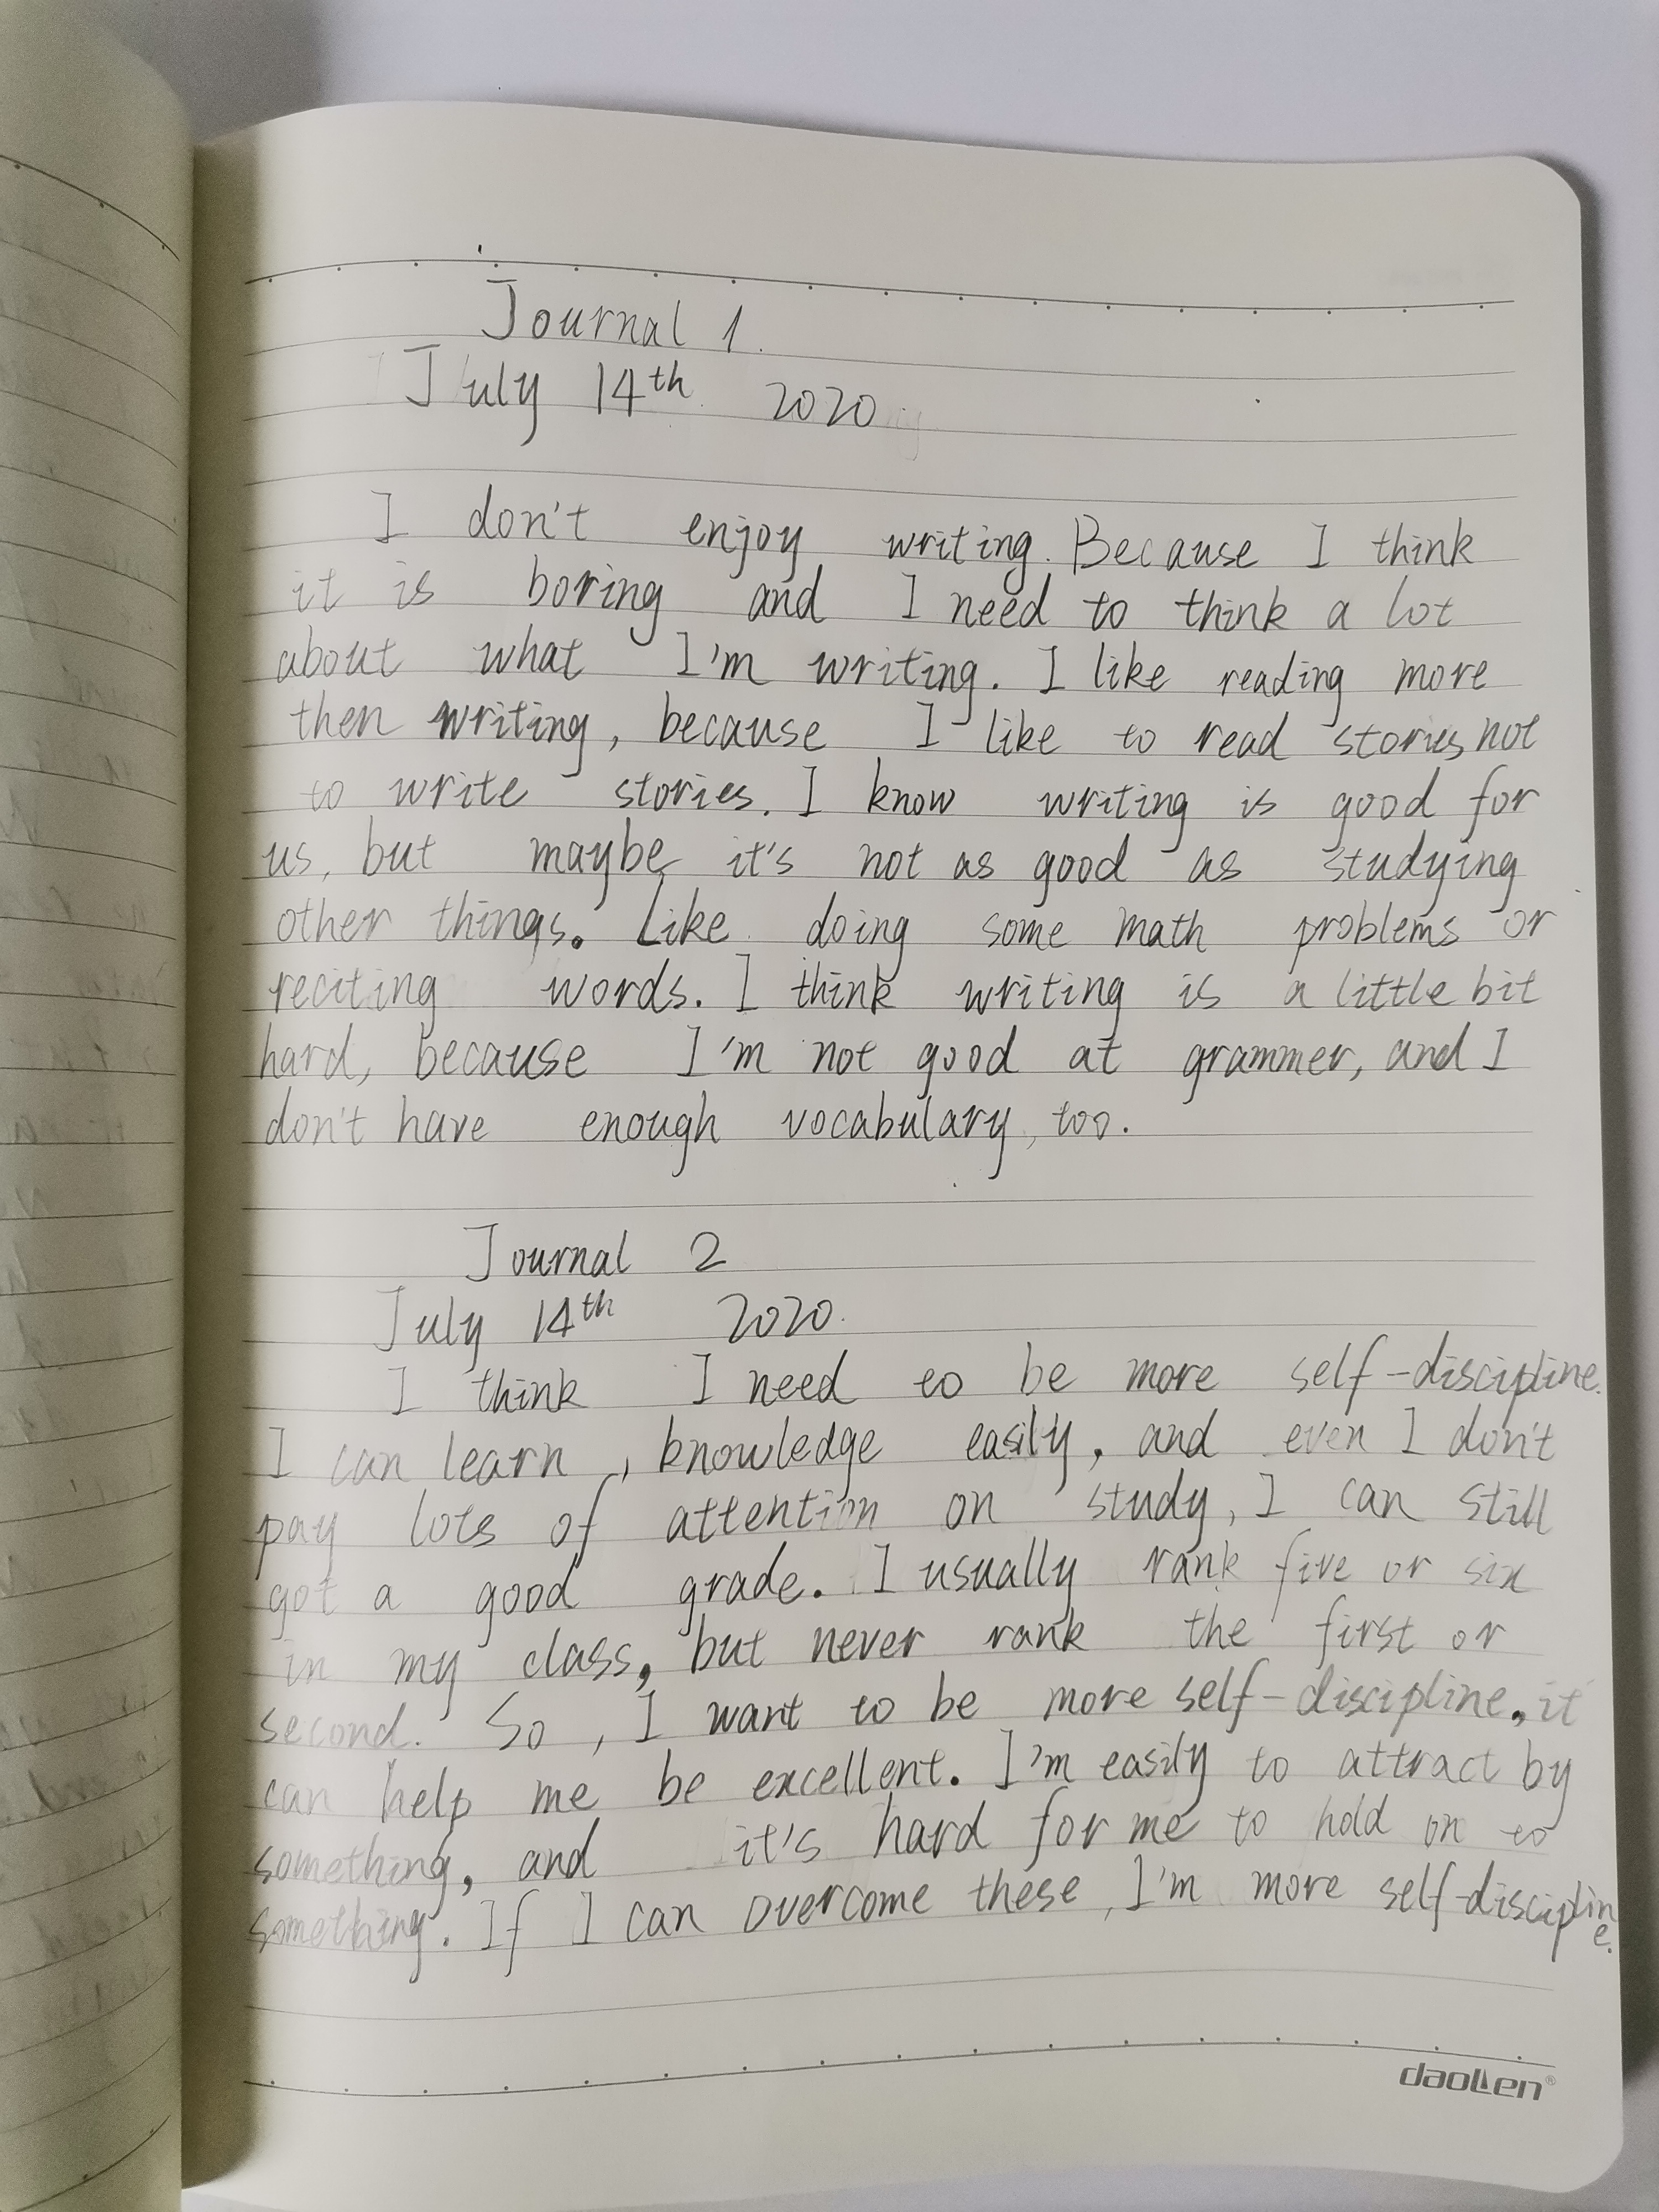 Journal 1.
July 14th 2020
I don't enjoy writing. Because I think
it is boring and I need to think a lot
about what I'm writing. I like reading more
then writing, because I like to read stories not
to write stories. I know writing is good for
us, but maybe it's not as good as studying
other things. Like doing some math problems or
reciting words. I think writing is a little bit
hard, because I'm not good at grammer, and I
don't have enough vocabulary, too.
Journal 2
July 14th 2020.
I think I need to be more self-discipline.
I can learn, knowledge easily, and even I don't
pay lots of attention on study, I can still
got a good grade. I usually rank five or six
in my class, but never rank the first or
second. So, I want to be more self-discipline, it
can help me be excellent. I'm easily to attract by
something, and it's hard for me to hold on to
something. If I can overcome these, I'm more self-discipline.
daolen®